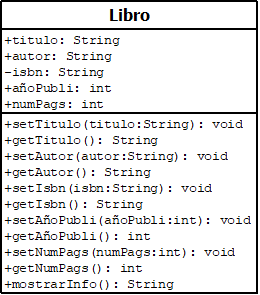 Libro
+titulo: String
+autor: String
-isbn: String
+añoPubli: int
+numPags: int
+setTitulo(titulo:String): void
+getTitulo(): String
+setAutor(autor:String): void
+getAutor(): String
+setIsbn(isbn:String): void
+getIsbn(): String
+setAñoPubli(añoPubli:int): void
+getAñoPubli(): int
+setNumPags(numPags:int): void
+getNumPags(): int
+mostrarInfo(): String